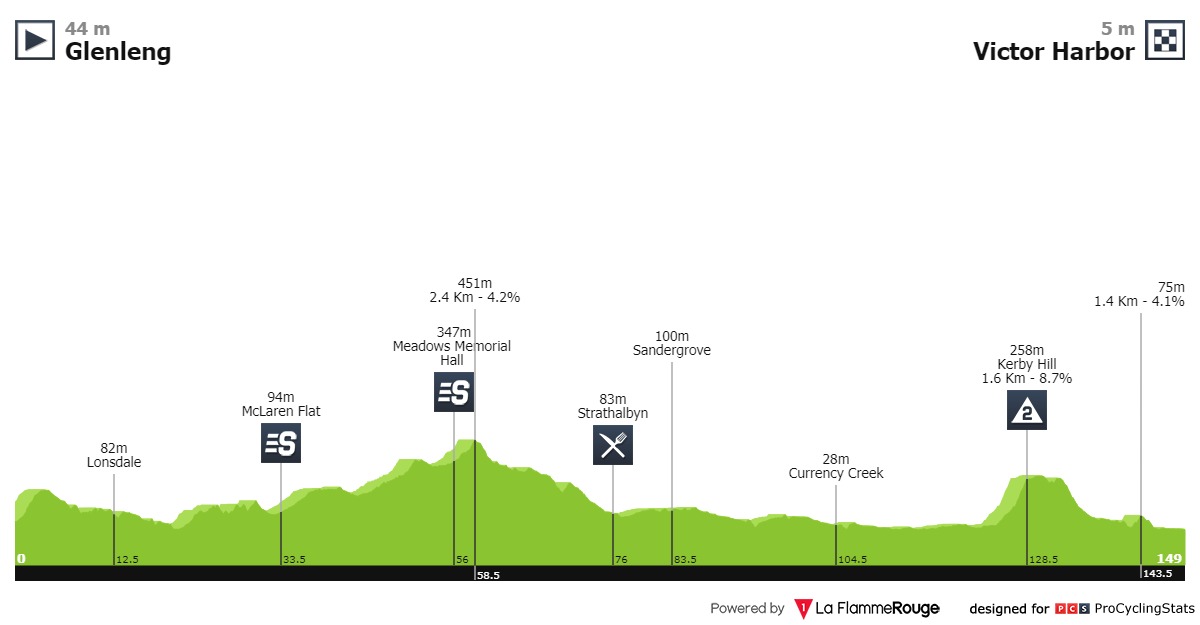 44 m
Glenleng
5 m
Victor Harbor
82m
Lonsdale
94m
McLaren Flat
S
347m
Meadows Memorial
Hall
S
451m
2.4 Km - 4.2%
83m
Strathalbyn
100m
Sandergrove
28m
Currency Creek
258m
Kerby Hill
1.6 Km - 8.7%
2
75m
1.4 Km - 4.1%
0
12.5
33.5
56
58.5
76
83.5
104.5
128.5
143.5
149
Powered by 1 La FlammeRouge
designed for PCS ProCyclingStats